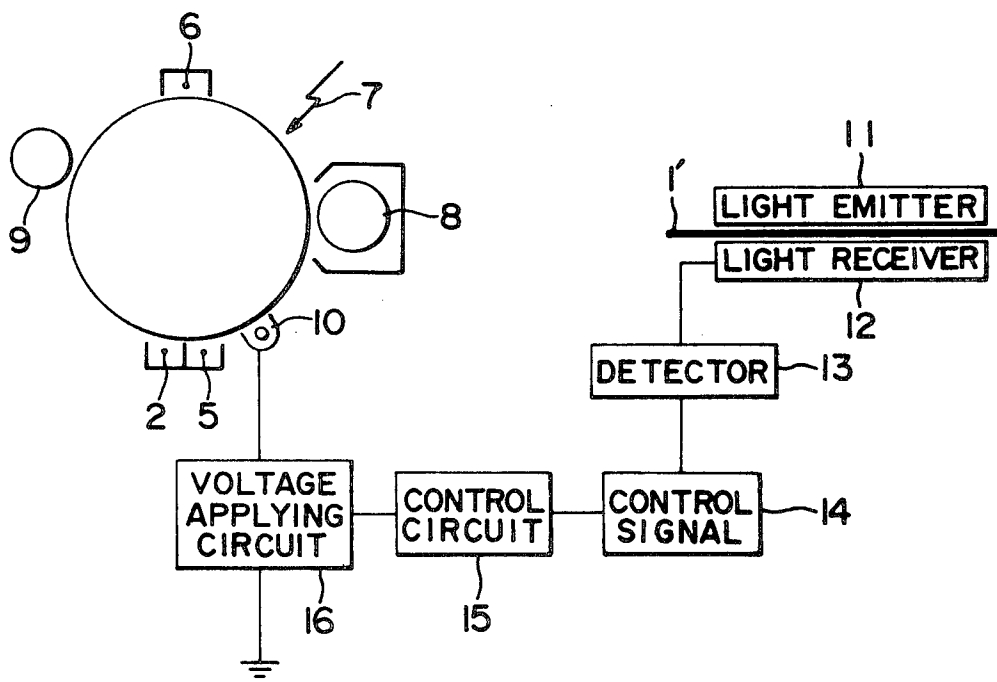 6
7
11
1'
LIGHT EMITTER
9
8
LIGHT RECEIVER
10
12
DETECTOR
13
2
5
VOLTAGE
APPLYING
CIRCUIT
CONTROL
CIRCUIT
CONTROL
SIGNAL
14
16
15